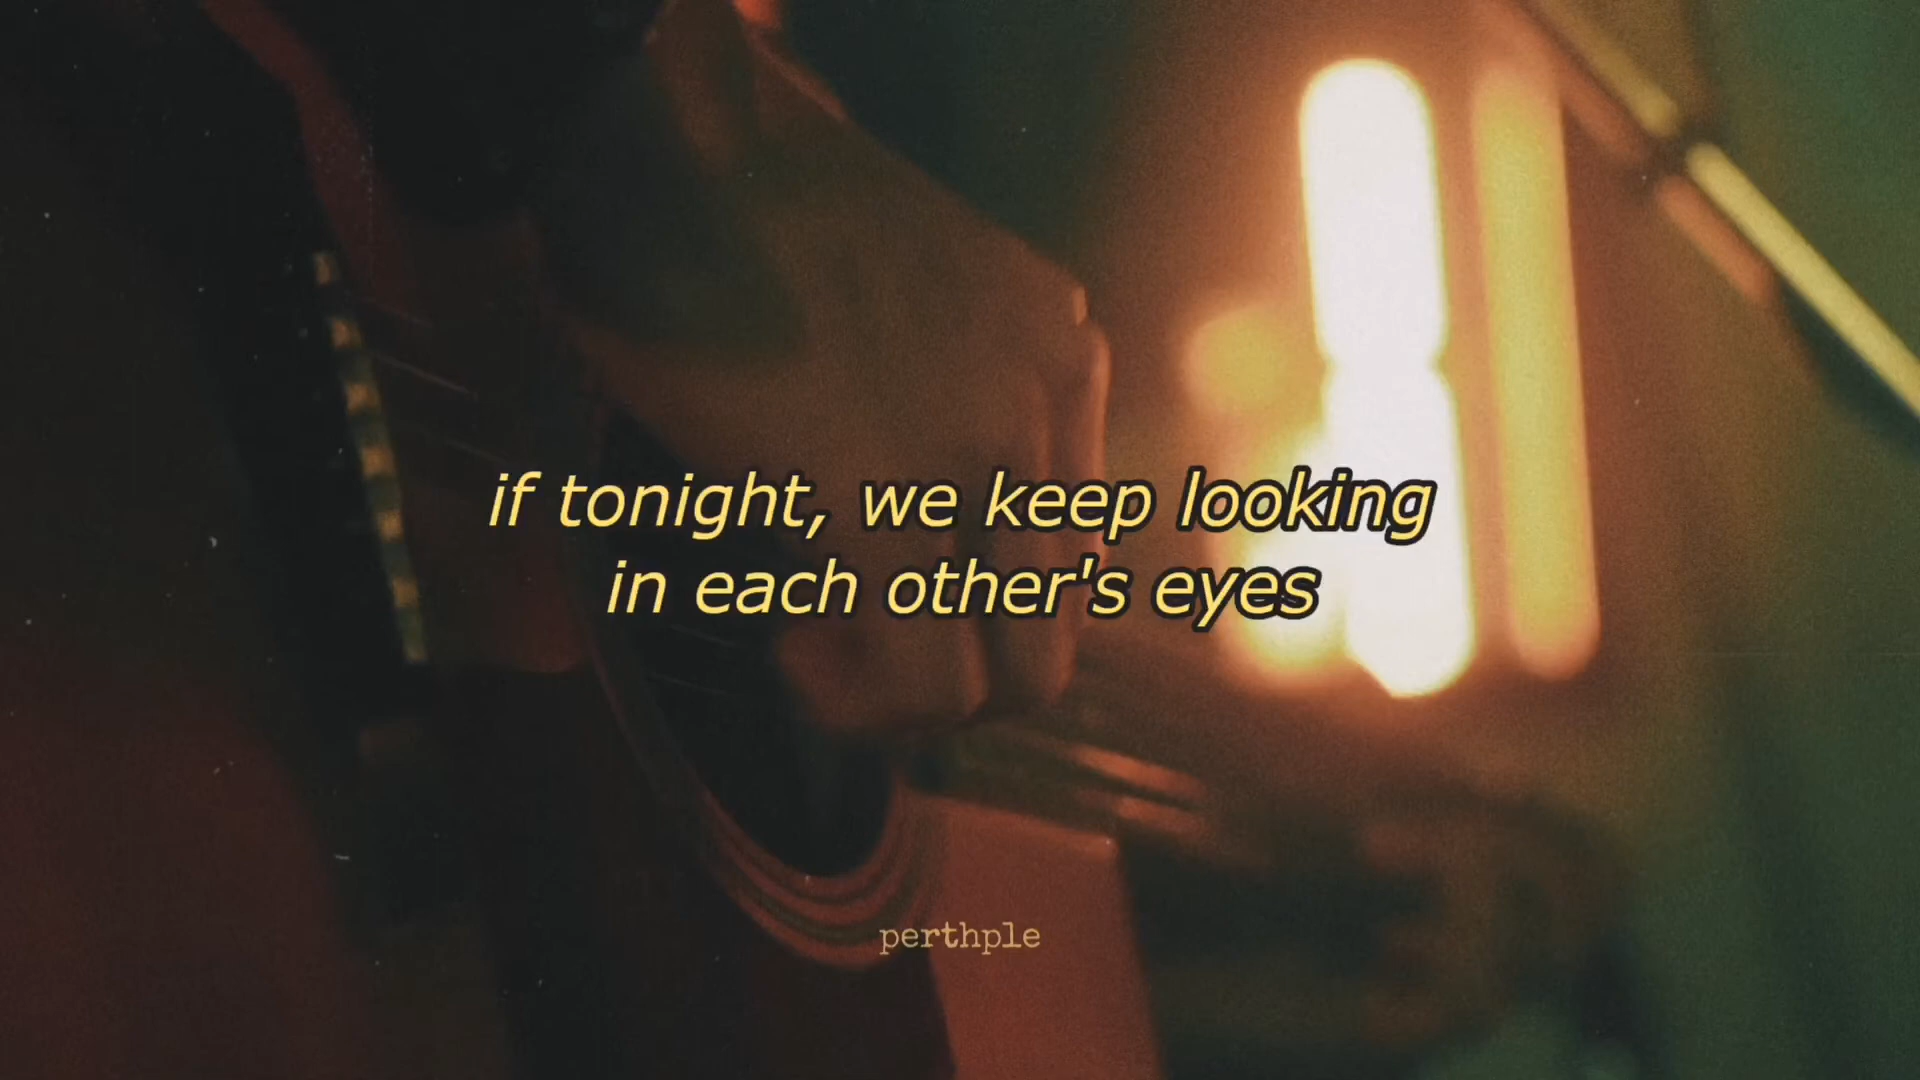 if tonight, we keep looking
in each other's eyes
perthple